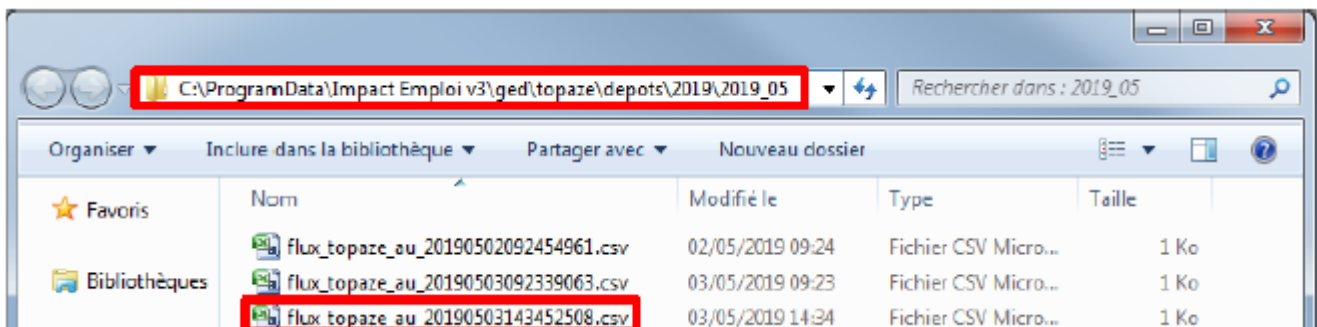 C:\ProgramData\Impact Emploi v3\ged\topaze\depots\2019\2019_05 Rechercher dans : 2019_05
Organiser Inclure dans la bibliothèque Partager avec Nouveau dossier
Favoris Nom Modifié le Type Taille
flux_topaze_au_20190502092454961.csv 02/05/2019 09:24 Fichier CSV Micro... 1 Ko
Bibliothèques flux_topaze_au_20190503092339063.csv 03/05/2019 09:23 Fichier CSV Micro... 1 Ko
flux_topaze_au_20190503143452508.csv 03/05/2019 14:34 Fichier CSV Micro... 1 Ko